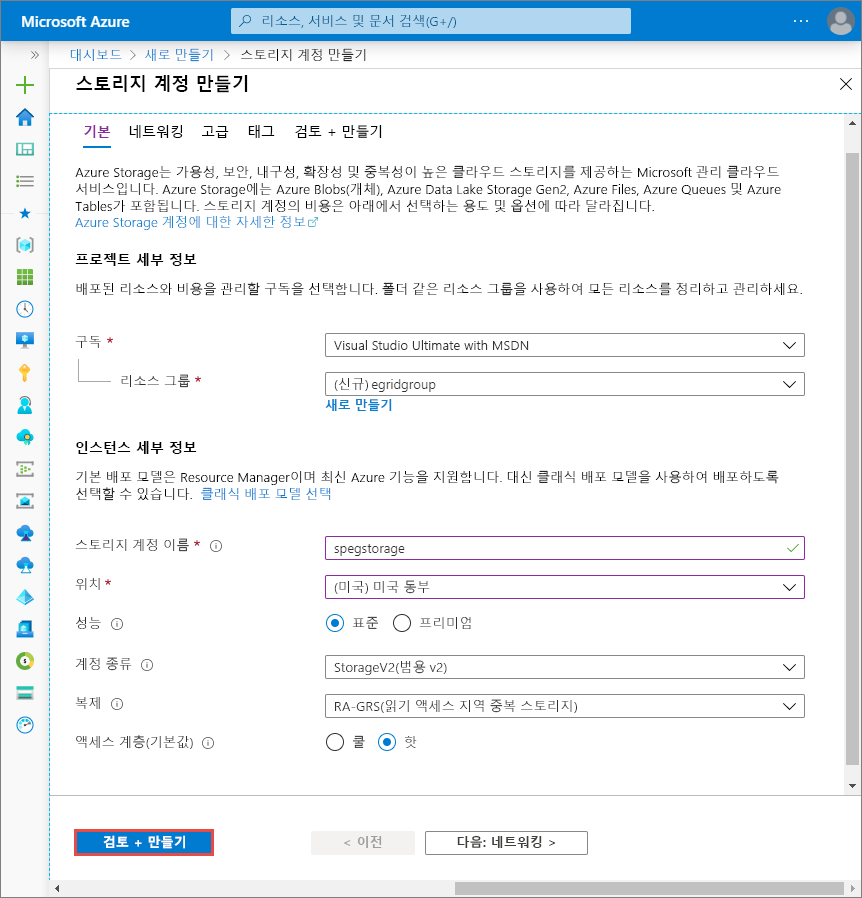 Microsoft Azure
리소스, 서비스 및 문서 검색(G+/)
···
»
대시보드 > 새로 만들기 > 스토리지 계정 만들기
스토리지 계정 만들기
기본 네트워킹 고급 태그 검토 + 만들기
Azure Storage는 가용성, 보안, 내구성, 확장성 및 중복성이 높은 클라우드 스토리지를 제공하는 Microsoft 관리 클라우드
서비스입니다. Azure Storage에는 Azure Blobs(개체), Azure Data Lake Storage Gen2, Azure Files, Azure Queues 및 Azure
Tables가 포함됩니다. 스토리지 계정의 비용은 아래에서 선택하는 용도 및 옵션에 따라 달라집니다.
Azure Storage 계정에 대한 자세한 정보
프로젝트 세부 정보
배포된 리소스와 비용을 관리할 구독을 선택합니다. 폴더 같은 리소스 그룹을 사용하여 모든 리소스를 정리하고 관리하세요.
구독 *
Visual Studio Ultimate with MSDN
리소스 그룹 *
(신규) egridgroup
새로 만들기
인스턴스 세부 정보
기본 배포 모델은 Resource Manager이며 최신 Azure 기능을 지원합니다. 대신 클래식 배포 모델을 사용하여 배포하도록
선택할 수 있습니다. 클래식 배포 모델 선택
스토리지 계정 이름 *
spegstorage
위치 *
(미국) 미국 동부
성능
표준 프리미엄
계정 종류
StorageV2(범용 v2)
복제
RA-GRS(읽기 액세스 지역 중복 스토리지)
액세스 계층(기본값)
쿨 핫
검토 + 만들기
< 이전
다음: 네트워킹 >